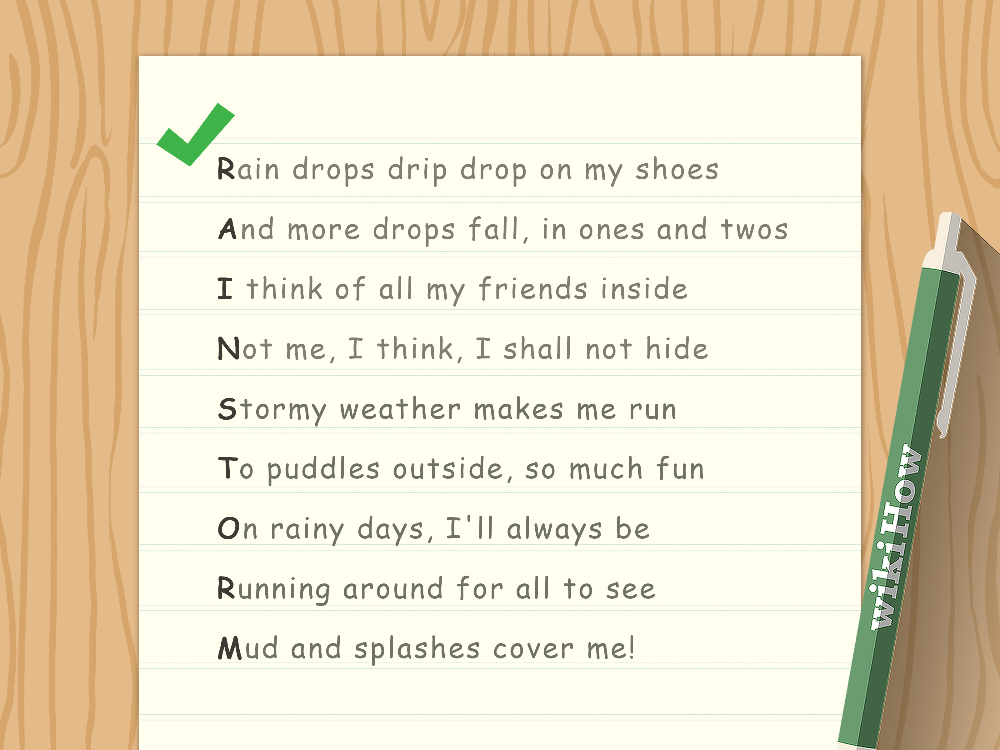 Rain drops drip drop on my shoes
And more drops fall, in ones and twos
I think of all my friends inside
Not me, I think, I shall not hide
Stormy weather makes me run
To puddles outside, so much fun
On rainy days, I'll always be
Running around for all to see
Mud and splashes cover me!
wikiHow